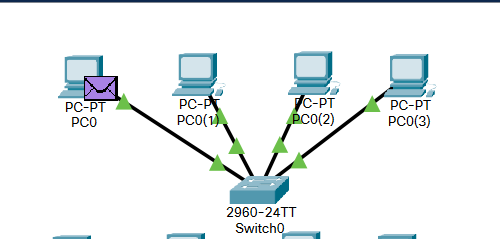 PC-PT
PC0
PC-PT
PC0(1)
PC-PT
PC0(2)
PC-PT
PC0(3)
2960-24TT
Switch0